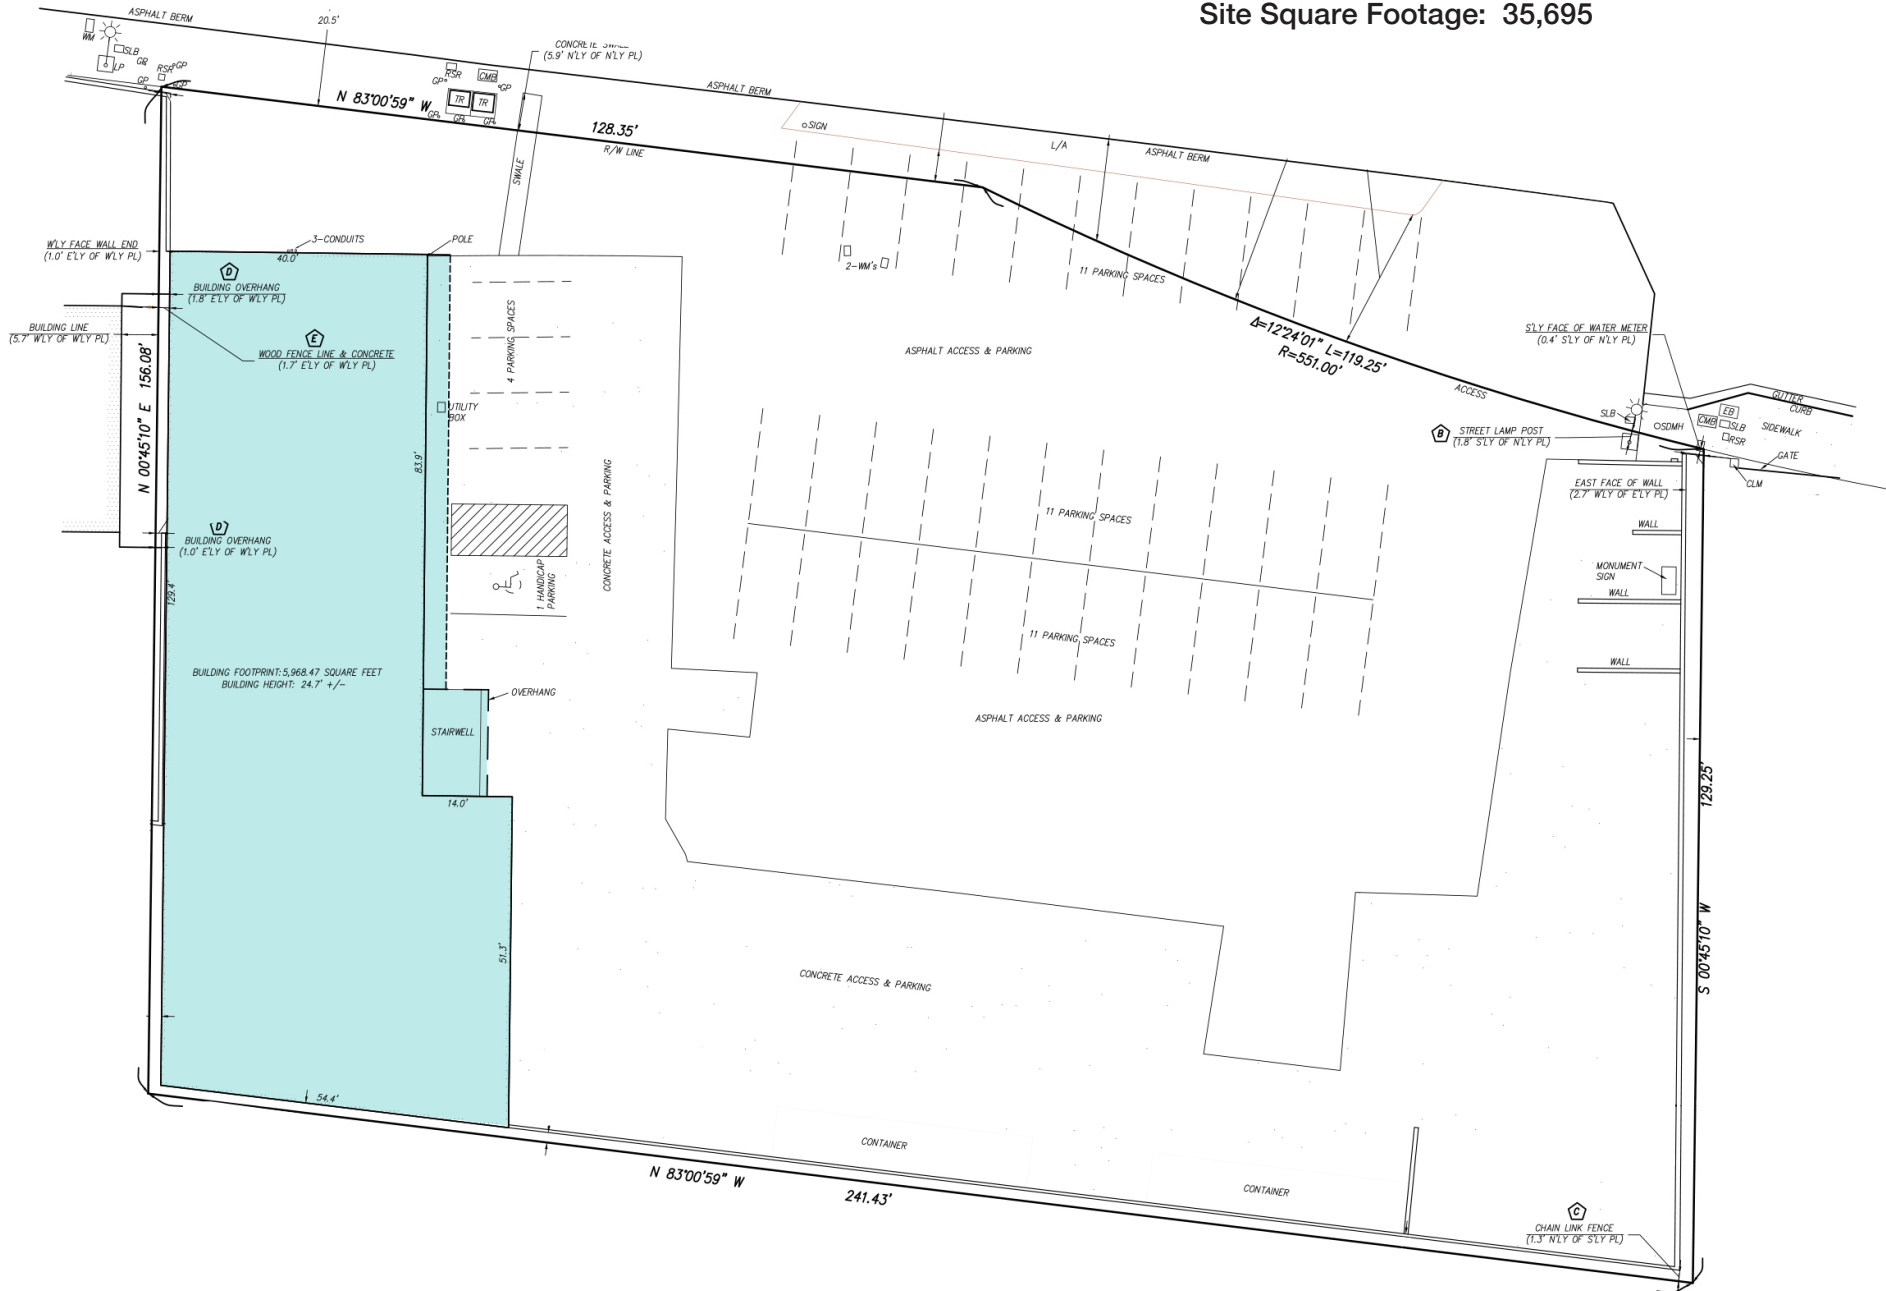 Site Square Footage: 35,695
ASPHALT BERM
20.5'
WM
SLB
GP
LP
RSR
GP
GP
GP
CONCRETE
(5.9' N'LY OF N'LY PL)
RSR
CMB
GP
GP
TR
TR
GP
GP
GP
ASPHALT BERM
N 83°00'59" W
128.35'
R/W LINE
SIGN
L/A
ASPHALT BERM
SWALE
W'LY FACE WALL END
(1.0' E'LY OF W'LY PL)
3-CONDUITS
40.0'
POLE
2-WM's
11 PARKING SPACES
D
BUILDING OVERHANG
(1.8' E'LY OF W'LY PL)
BUILDING LINE
(5.7' W'LY OF W'LY PL)
E
WOOD FENCE LINE & CONCRETE
(1.7' E'LY OF W'LY PL)
4 PARKING SPACES
ASPHALT ACCESS & PARKING
Δ=12°24'01" L=119.25'
R=551.00'
ACCESS
S'LY FACE OF WATER METER
(0.4' S'LY OF N'LY PL)
N 00°45'10" E 156.08'
UTILITY
BOX
83.9'
GUTTER
CURB
SIDEWALK
SLB
SDMH
CMB
EB
SLB
RSR
GATE
CLM
B
STREET LAMP POST
(1.8' S'LY OF N'LY PL)
EAST FACE OF WALL
(2.7' W'LY OF E'LY PL)
WALL
D
BUILDING OVERHANG
(1.0' E'LY OF W'LY PL)
129.4'
CONCRETE ACCESS & PARKING
1 HANDICAP
PARKING
11 PARKING SPACES
MONUMENT
SIGN
WALL
11 PARKING SPACES
WALL
BUILDING FOOTPRINT: 5,968.47 SQUARE FEET
BUILDING HEIGHT: 24.7' +/-
OVERHANG
STAIRWELL
ASPHALT ACCESS & PARKING
14.0'
129.25'
51.3'
S 00°45'10" W
CONCRETE ACCESS & PARKING
54.4'
CONTAINER
CONTAINER
N 83°00'59" W
241.43'
C
CHAIN LINK FENCE
(1.3' N'LY OF S'LY PL)